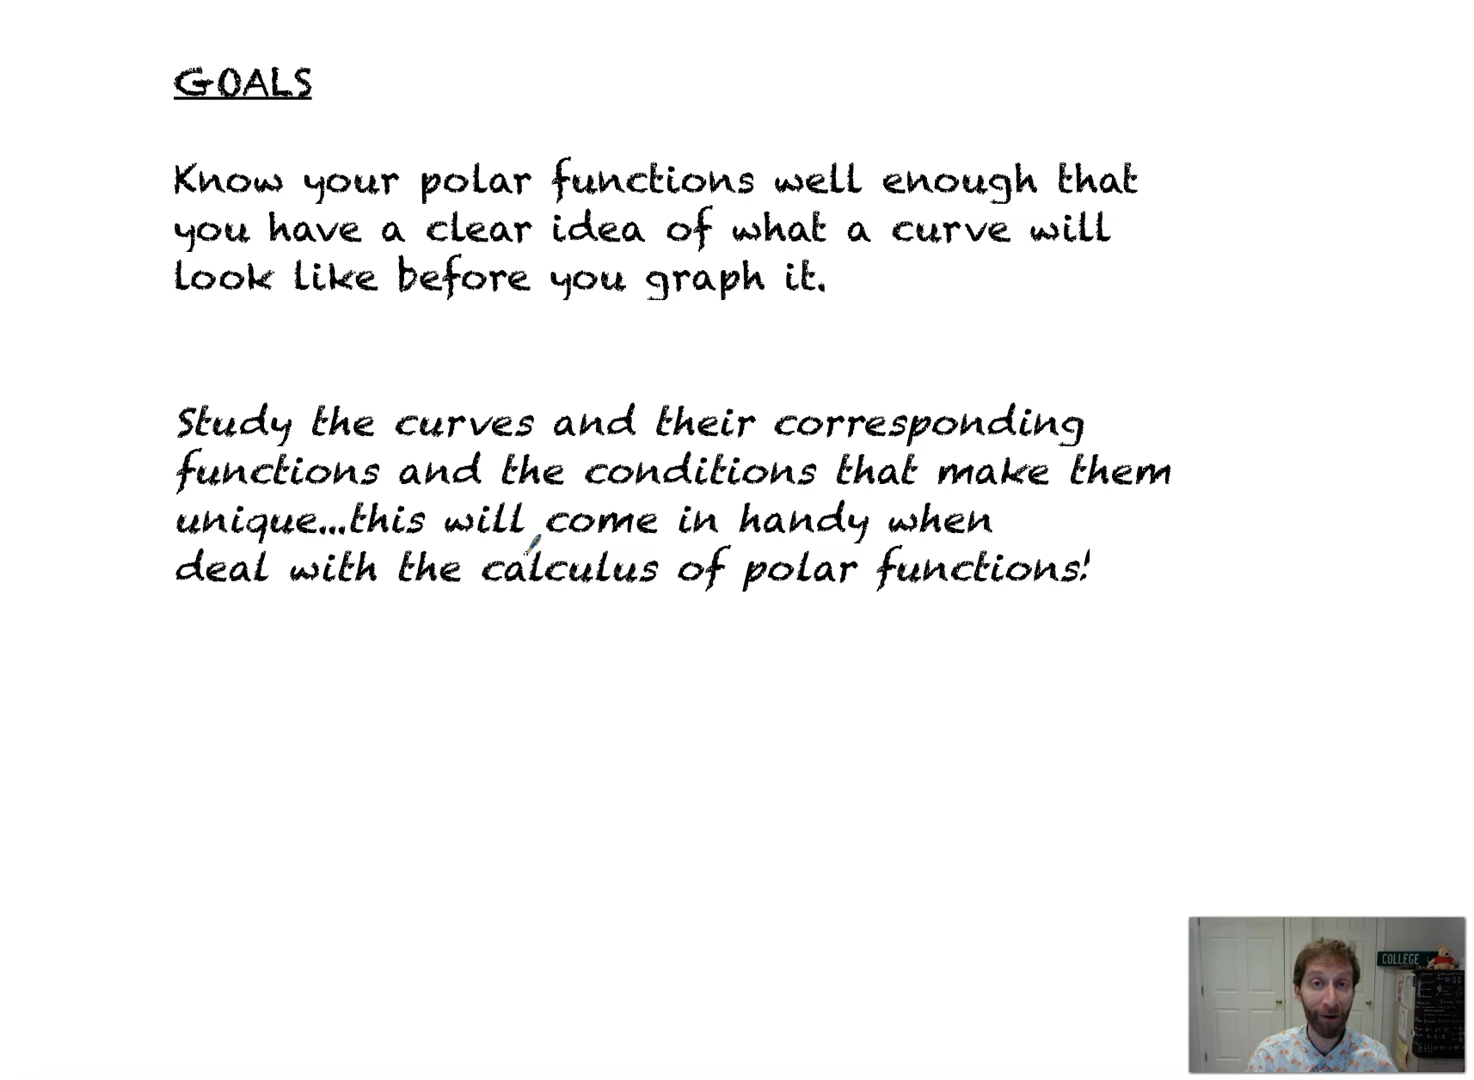 GOALS
Know your polar functions well enough that
you have a clear idea of what a curve will
look like before you graph it.
Study the curves and their corresponding
functions and the conditions that make them
unique...this will come in handy when
deal with the calculus of polar functions!
COLLEGE